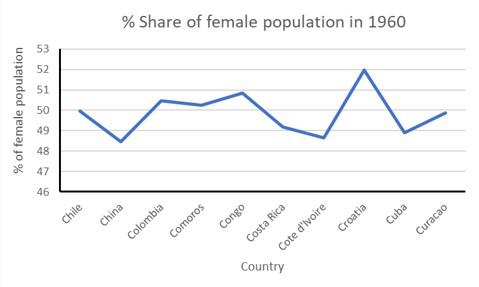 % Share of female population in 1960
% of female population
53
52
51
50
49
48
47
46
Chile
China
Colombia
Comoros
Congo
Costa Rica
Cote d'Ivoire
Croatia
Cuba
Curacao
Country